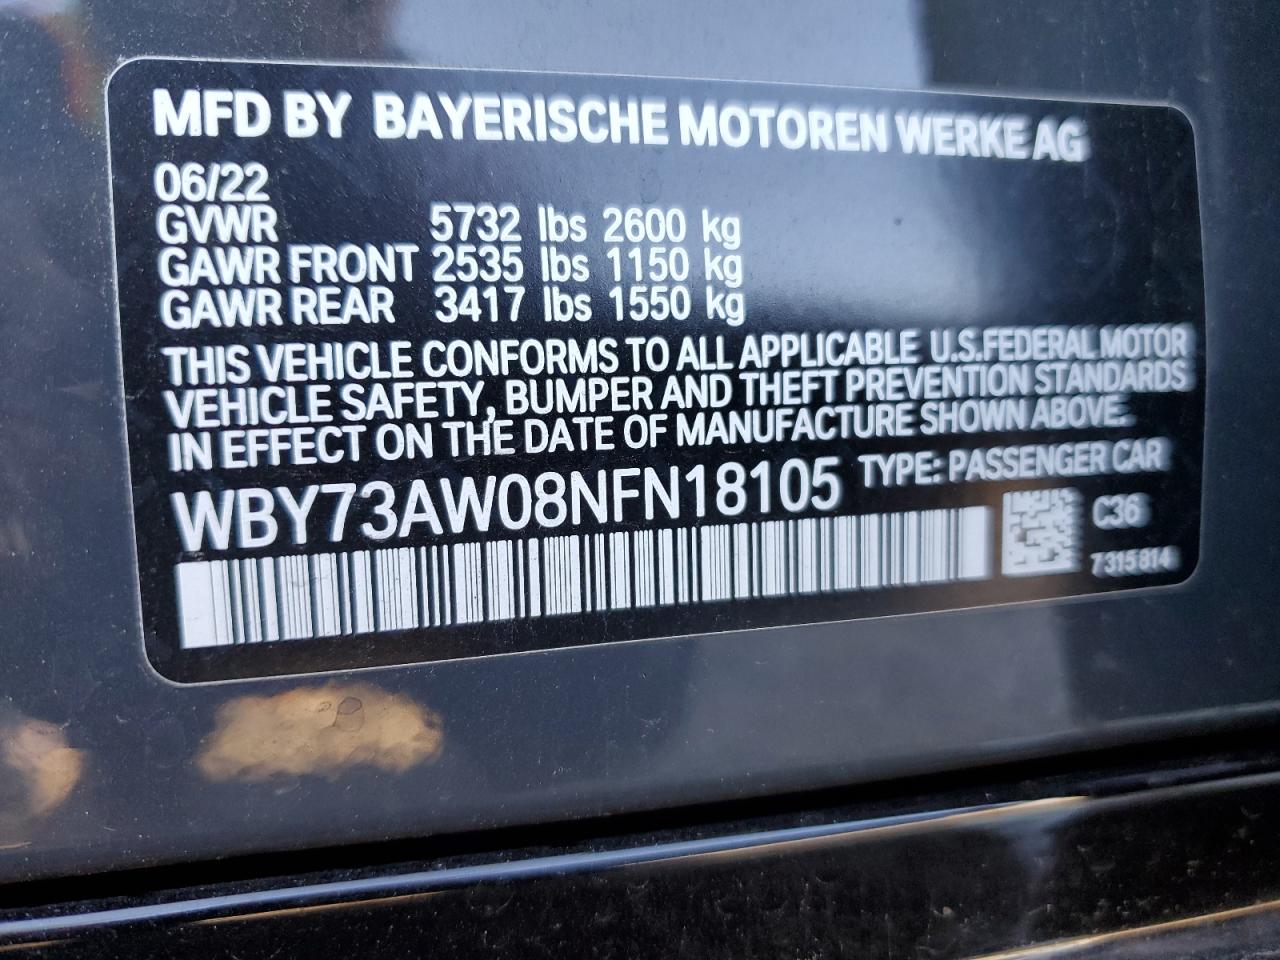 MFD BY BAYERISCHE MOTOREN WERKE AG
06/22
GVWR 5732 lbs 2600 kg
GAWR FRONT 2535 lbs 1150 kg
GAWR REAR 3417 lbs 1550 kg
THIS VEHICLE CONFORMS TO ALL APPLICABLE U.S.FEDERAL MOTOR
VEHICLE SAFETY, BUMPER AND THEFT PREVENTION STANDARDS
IN EFFECT ON THE DATE OF MANUFACTURE SHOWN ABOVE.
WBY73AW08NFN18105 TYPE: PASSENGER CAR
C36
7315814